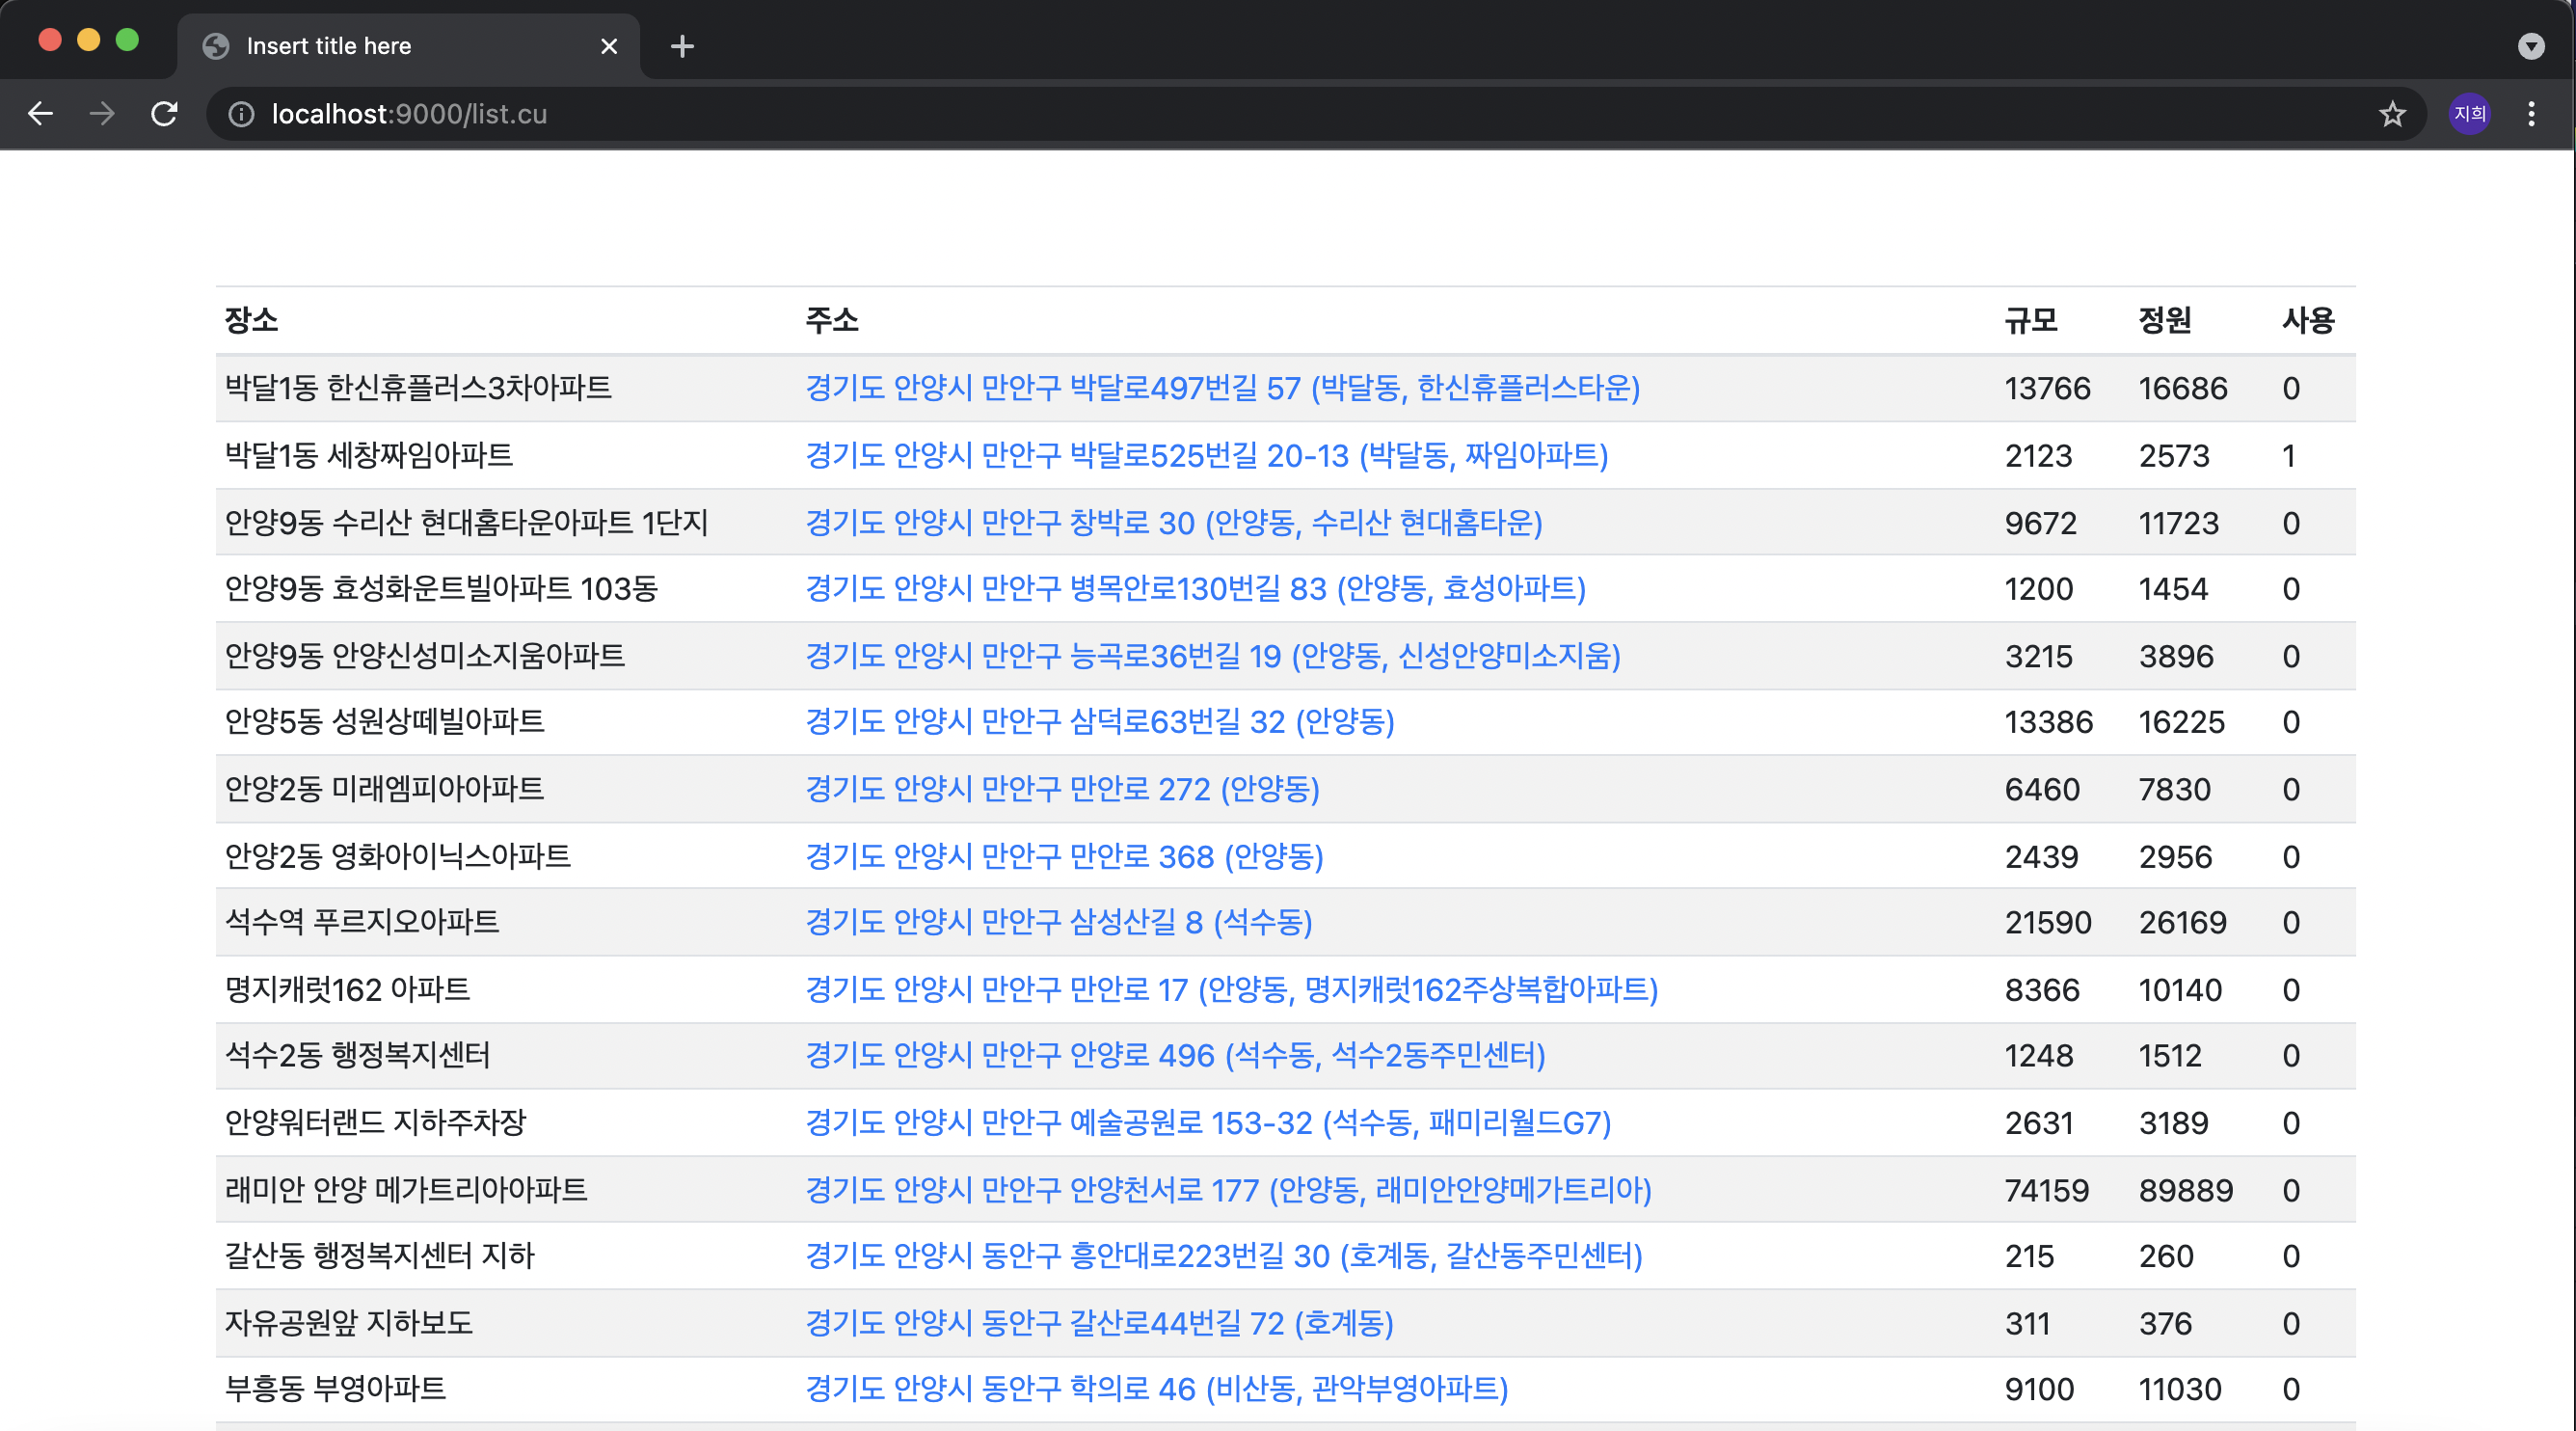 Insert title here
localhost:9000/list.cu
지희
장소 주소 규모 정원 사용
박달1동 한신휴플러스3차아파트 경기도 안양시 만안구 박달로497번길 57 (박달동, 한신휴플러스타운) 13766 16686 0
박달1동 세창짜임아파트 경기도 안양시 만안구 박달로525번길 20-13 (박달동, 짜임아파트) 2123 2573 1
안양9동 수리산 현대홈타운아파트 1단지 경기도 안양시 만안구 창박로 30 (안양동, 수리산 현대홈타운) 9672 11723 0
안양9동 효성화운트빌아파트 103동 경기도 안양시 만안구 병목안로130번길 83 (안양동, 효성아파트) 1200 1454 0
안양9동 안양신성미소지움아파트 경기도 안양시 만안구 능곡로36번길 19 (안양동, 신성안양미소지움) 3215 3896 0
안양5동 성원상떼빌아파트 경기도 안양시 만안구 삼덕로63번길 32 (안양동) 13386 16225 0
안양2동 미래엠피아아파트 경기도 안양시 만안구 만안로 272 (안양동) 6460 7830 0
안양2동 영화아이닉스아파트 경기도 안양시 만안구 만안로 368 (안양동) 2439 2956 0
석수역 푸르지오아파트 경기도 안양시 만안구 삼성산길 8 (석수동) 21590 26169 0
명지캐럿162 아파트 경기도 안양시 만안구 만안로 17 (안양동, 명지캐럿162주상복합아파트) 8366 10140 0
석수2동 행정복지센터 경기도 안양시 만안구 안양로 496 (석수동, 석수2동주민센터) 1248 1512 0
안양워터랜드 지하주차장 경기도 안양시 만안구 예술공원로 153-32 (석수동, 패미리월드G7) 2631 3189 0
래미안 안양 메가트리아아파트 경기도 안양시 만안구 안양천서로 177 (안양동, 래미안안양메가트리아) 74159 89889 0
갈산동 행정복지센터 지하 경기도 안양시 동안구 흥안대로223번길 30 (호계동, 갈산동주민센터) 215 260 0
자유공원앞 지하보도 경기도 안양시 동안구 갈산로44번길 72 (호계동) 311 376 0
부흥동 부영아파트 경기도 안양시 동안구 학의로 46 (비산동, 관악부영아파트) 9100 11030 0